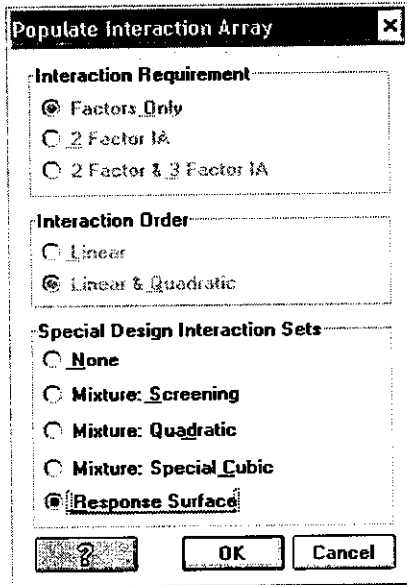 Populate Interaction Array
Interaction Requirement
Factors Only
2 Factor IA
2 Factor & 3 Factor IA
Interaction Order
Linear
Linear & Quadratic
Special Design Interaction Sets
None
Mixture: Screening
Mixture: Quadratic
Mixture: Special Cubic
Response Surface
? OK Cancel